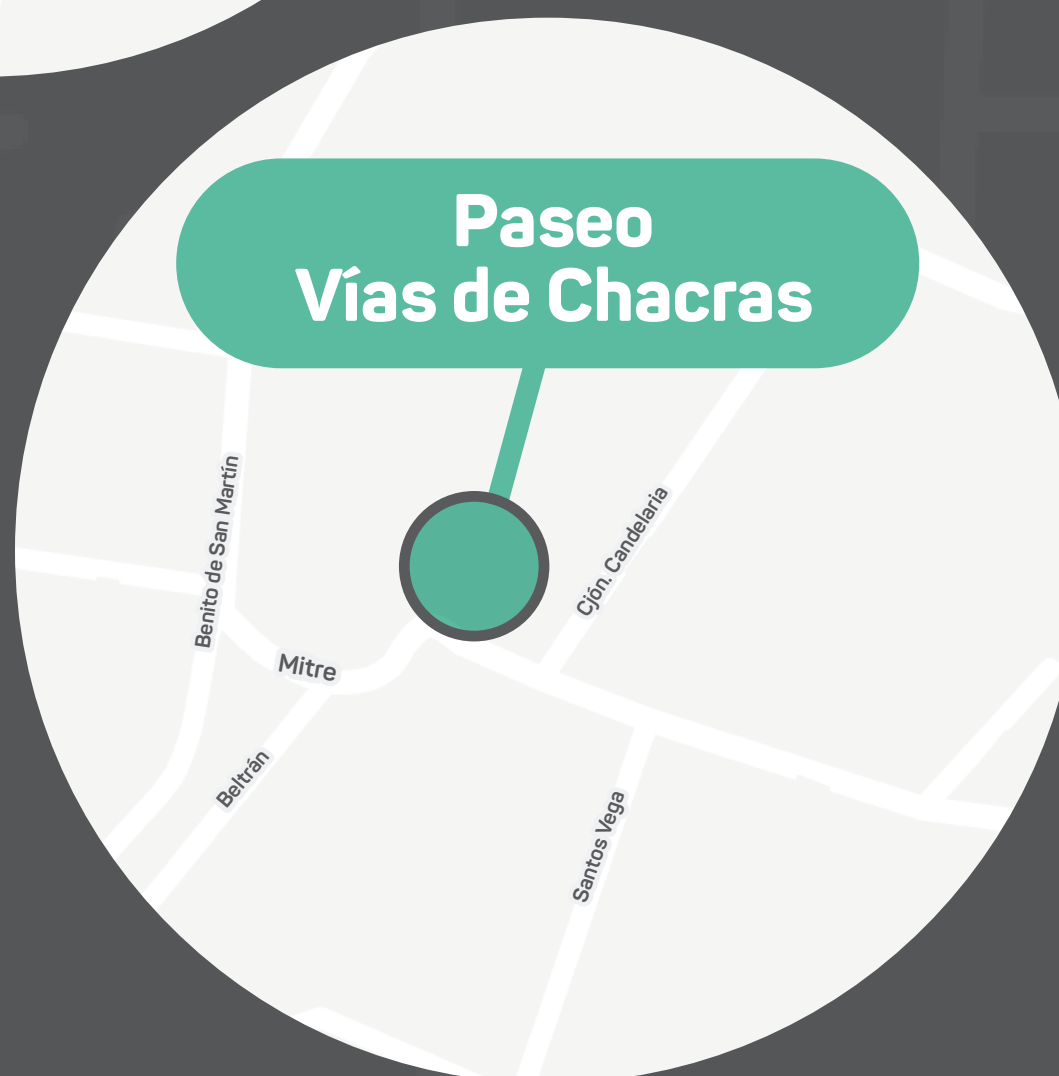 Paseo
Vías de Chacras
Benito de San Martín
Cjón. Candelaria
Mitre
Beltrán
Santos Vega